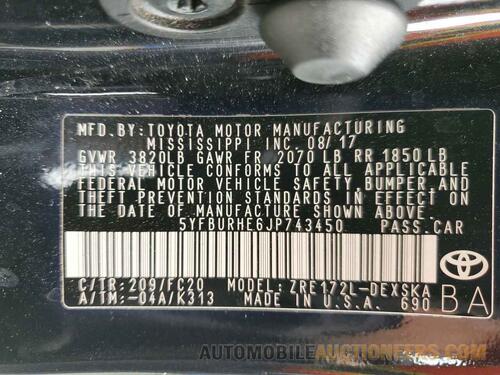 MFD. BY: TOYOTA MOTOR MANUFACTURING
MISSISSIPPI INC. 08/17
GVWR 3820LB GAWR FR 2070 LB RR 1850 LB
THIS VEHICLE CONFORMS TO ALL APPLICABLE
FEDERAL MOTOR VEHICLE SAFETY, BUMPER, AND
THEFT PREVENTION STANDARDS IN EFFECT ON
THE DATE OF MANUFACTURE SHOWN ABOVE.
5YFBURHE6JP743450 PASS. CAR
C/TR: 209/FC20 MODEL: ZRE172L-DEXSKA
A/TM: -04A/K313 MADE IN U.S.A. 690
BA
TOYOTA
AUTOMOBILEAUCTIONEERS.COM